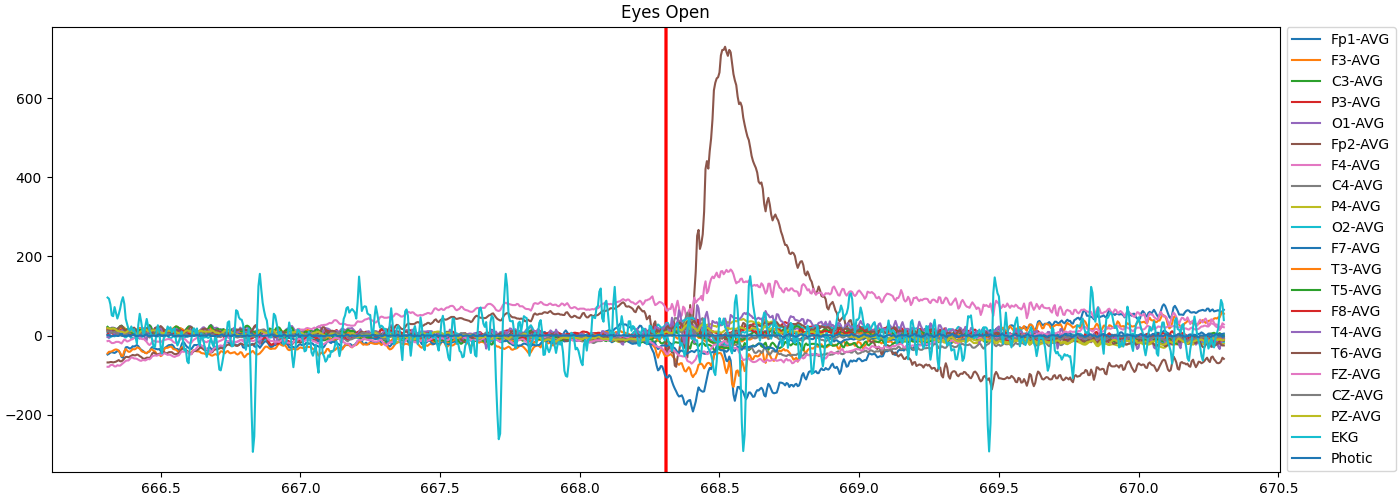 Eyes Open
600
400
200
0
−200
666.5 667.0 667.5 668.0 668.5 669.0 669.5 670.0 670.5
Fp1-AVG
F3-AVG
C3-AVG
P3-AVG
O1-AVG
Fp2-AVG
F4-AVG
C4-AVG
P4-AVG
O2-AVG
F7-AVG
T3-AVG
T5-AVG
F8-AVG
T4-AVG
T6-AVG
FZ-AVG
CZ-AVG
PZ-AVG
EKG
Photic